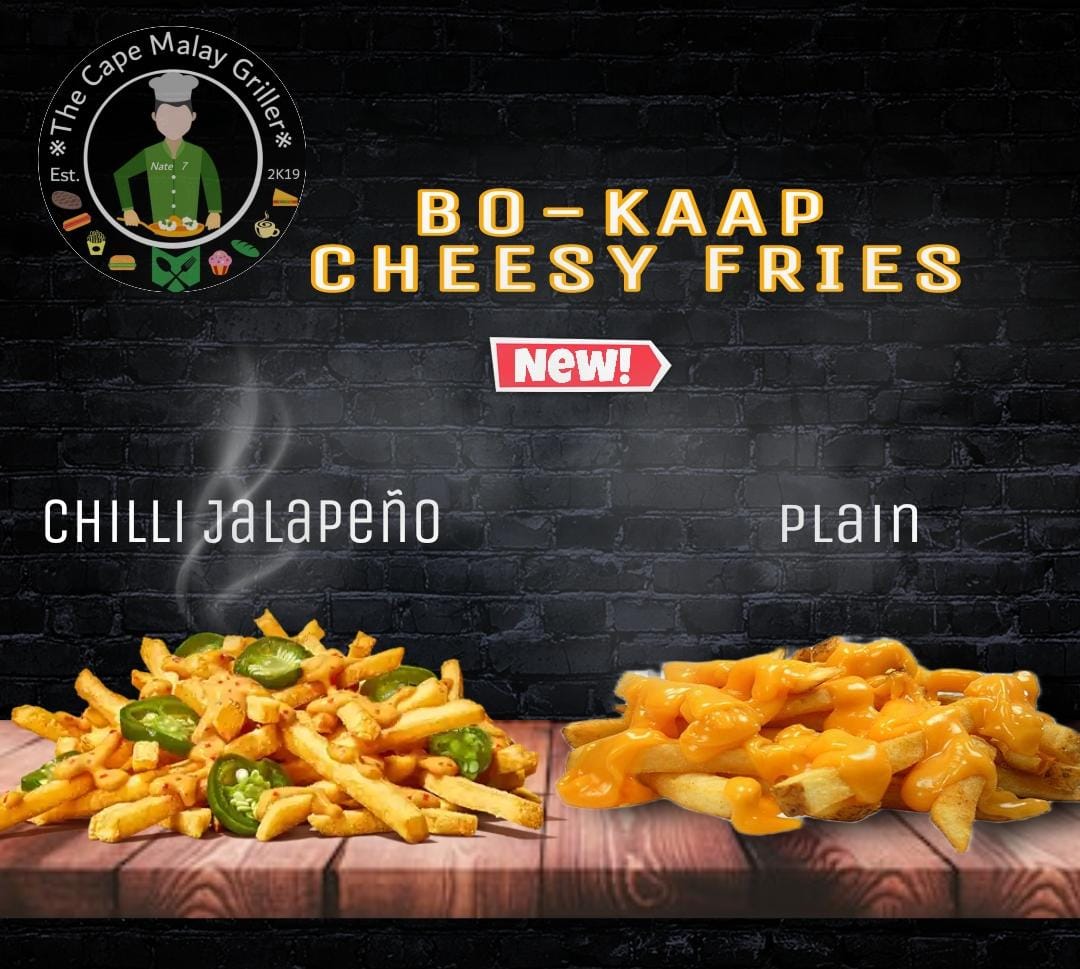 ※The Cape Malay Griller※
Est.
2K19
Nate 7
BO-KAAP
CHEESY FRIES
New!
CHILLI JalaPeño
Plain